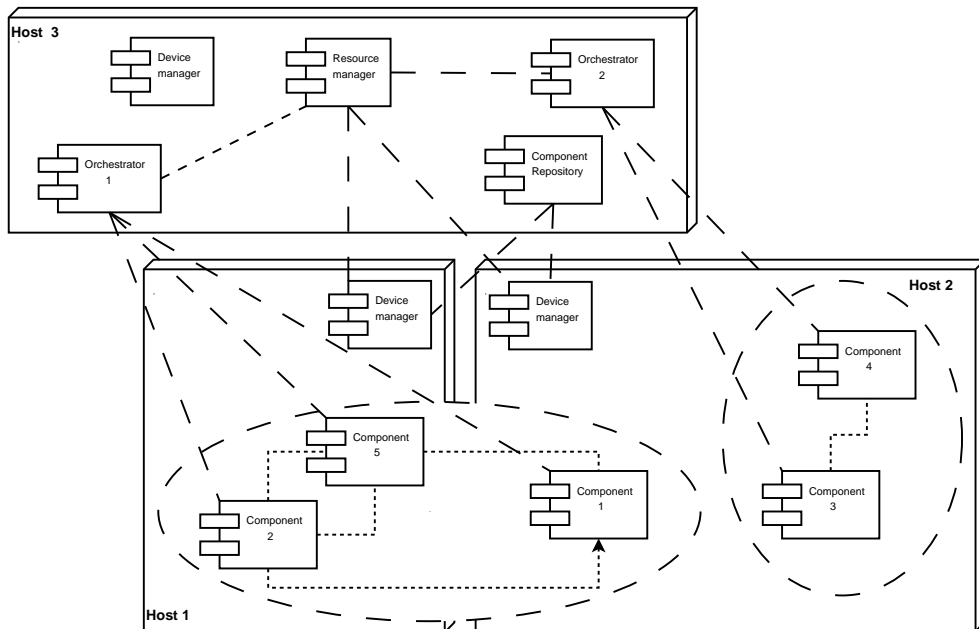 Host 3
Device
manager
Resource
manager
Orchestrator
2
Orchestrator
1
Component
Repository
Device
manager
Device
manager
Host 2
Component
4
Component
5
Component
1
Component
3
Component
2
Host 1